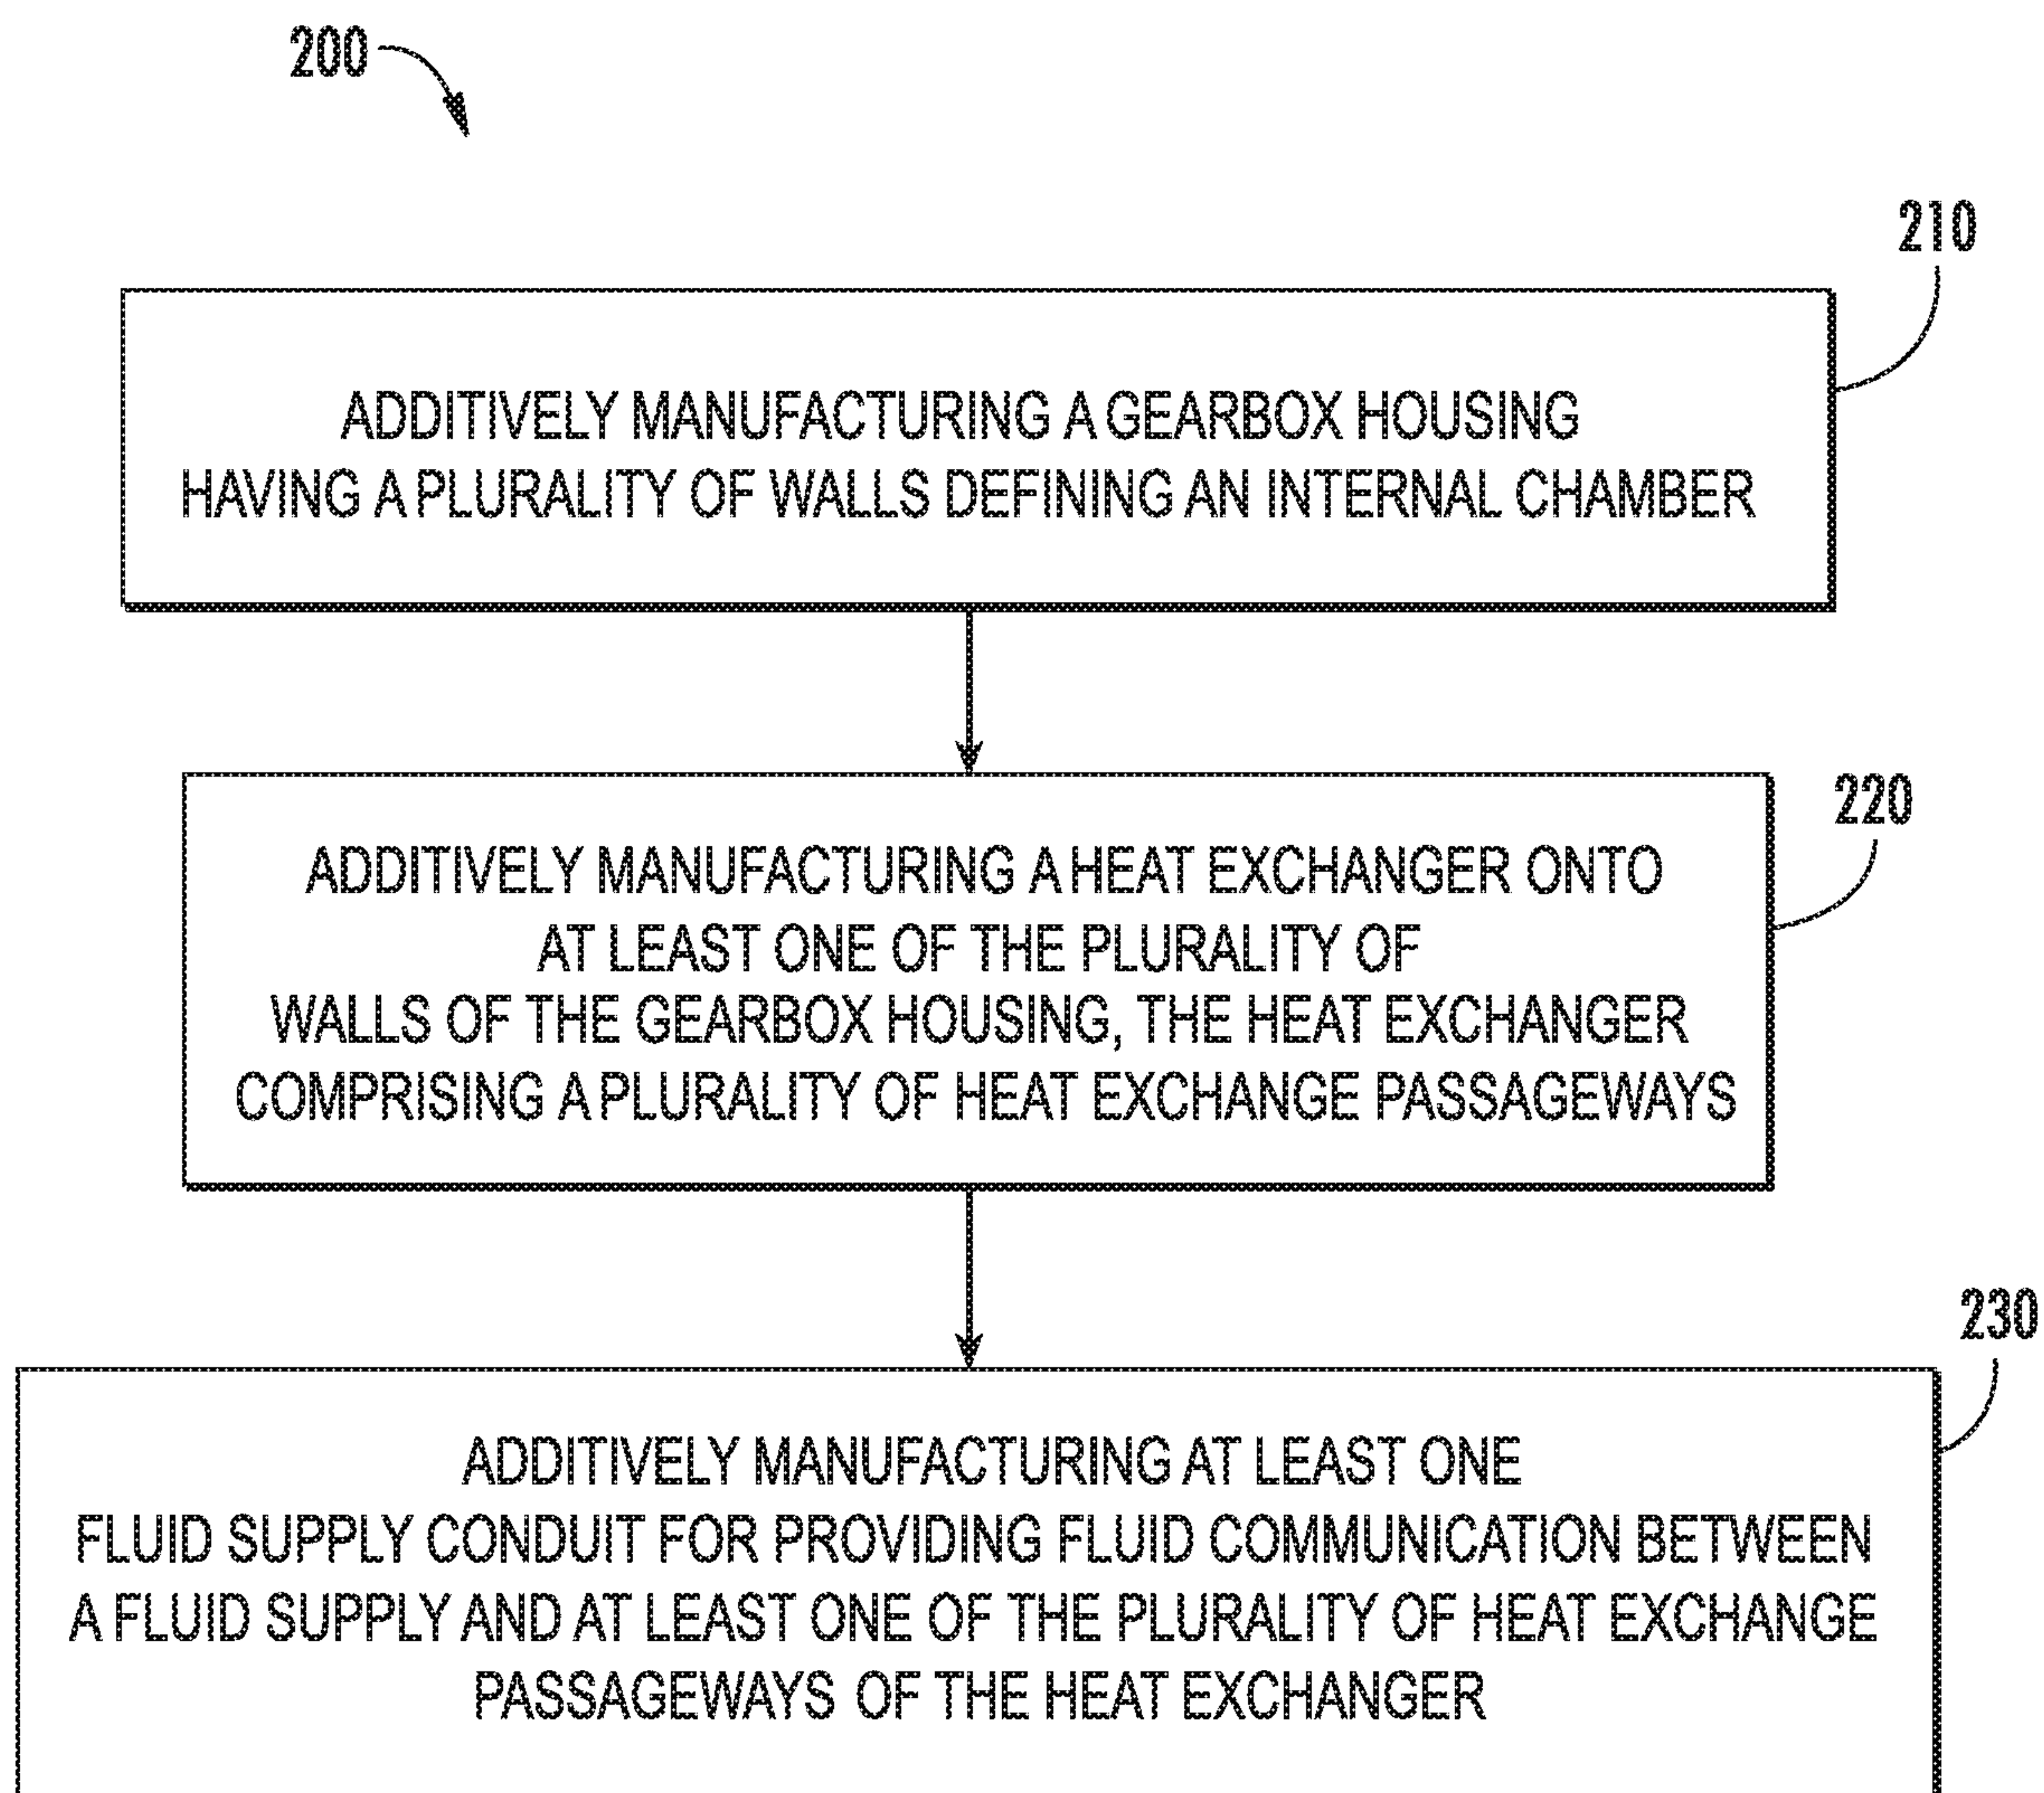 200
210
ADDITIVELY MANUFACTURING A GEARBOX HOUSING
HAVING A PLURALITY OF WALLS DEFINING AN INTERNAL CHAMBER
220
ADDITIVELY MANUFACTURING A HEAT EXCHANGER ONTO
AT LEAST ONE OF THE PLURALITY OF
WALLS OF THE GEARBOX HOUSING, THE HEAT EXCHANGER
COMPRISING A PLURALITY OF HEAT EXCHANGE PASSAGEWAYS
230
ADDITIVELY MANUFACTURING AT LEAST ONE
FLUID SUPPLY CONDUIT FOR PROVIDING FLUID COMMUNICATION BETWEEN
A FLUID SUPPLY AND AT LEAST ONE OF THE PLURALITY OF HEAT EXCHANGE
PASSAGEWAYS OF THE HEAT EXCHANGER